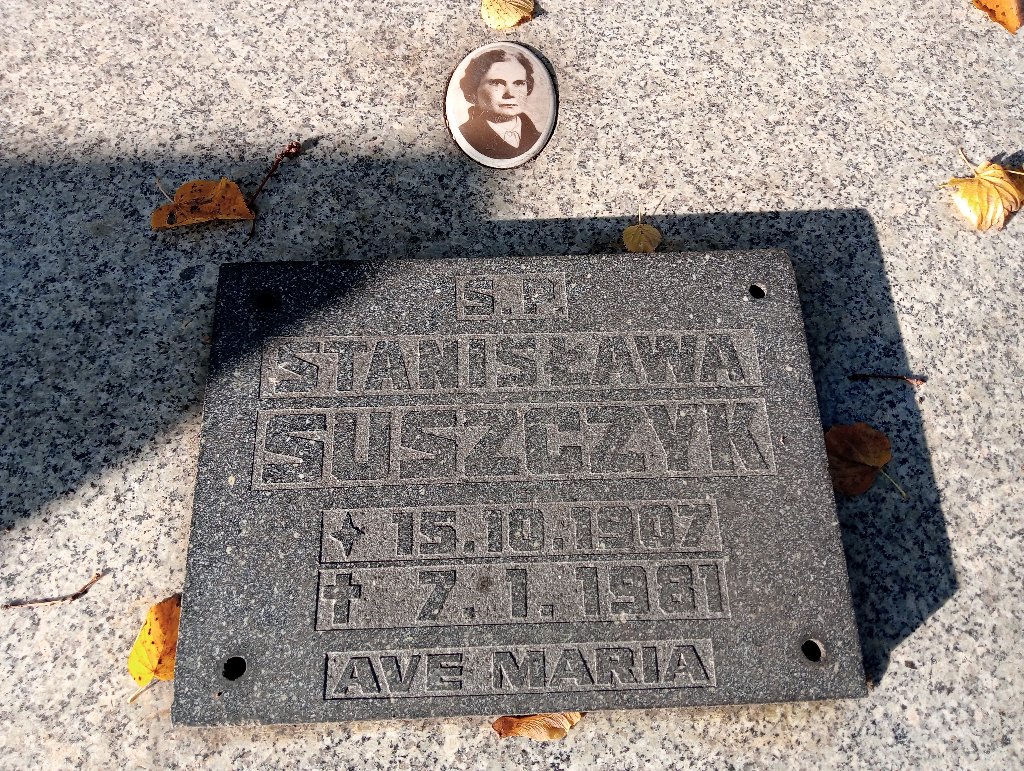 S.P.
STANISŁAWA
SUSZCZYK
15.10.1907
7. 1. 1981
AVE MARIA